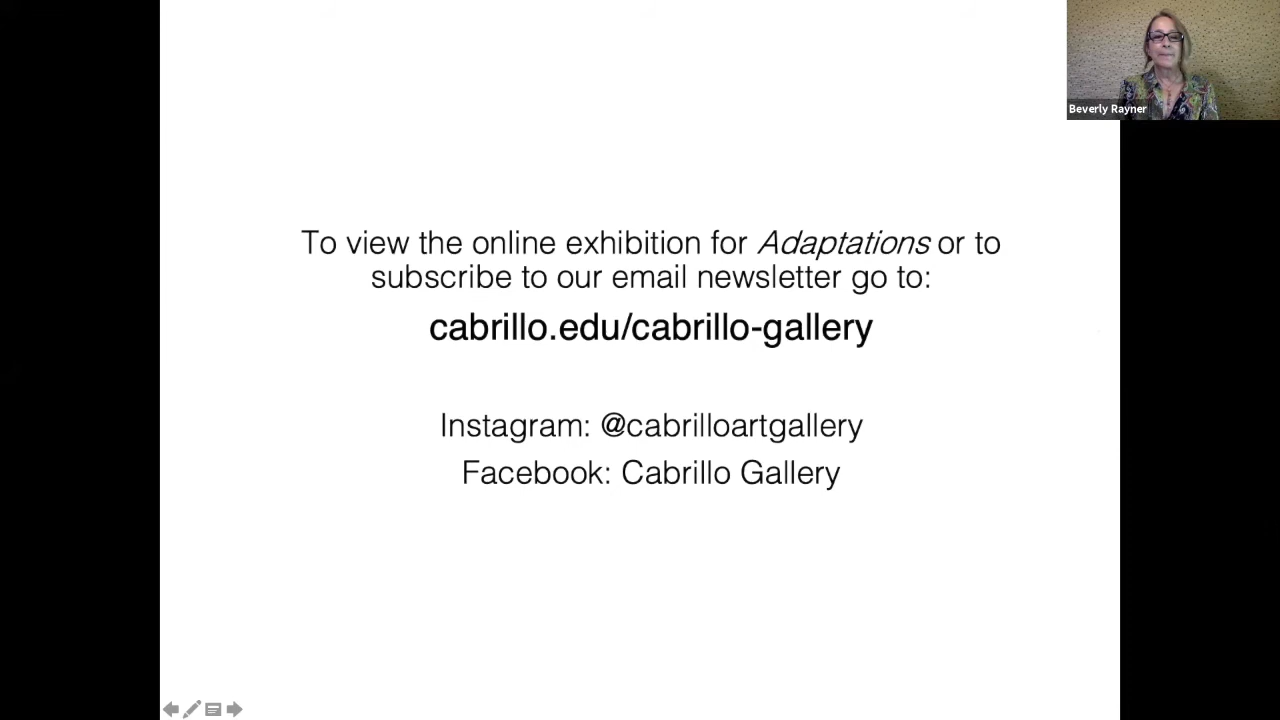 Beverly Rayner
To view the online exhibition for Adaptations or to
subscribe to our email newsletter go to:
cabrillo.edu/cabrillo-gallery
Instagram: @cabrilloartgallery
Facebook: Cabrillo Gallery